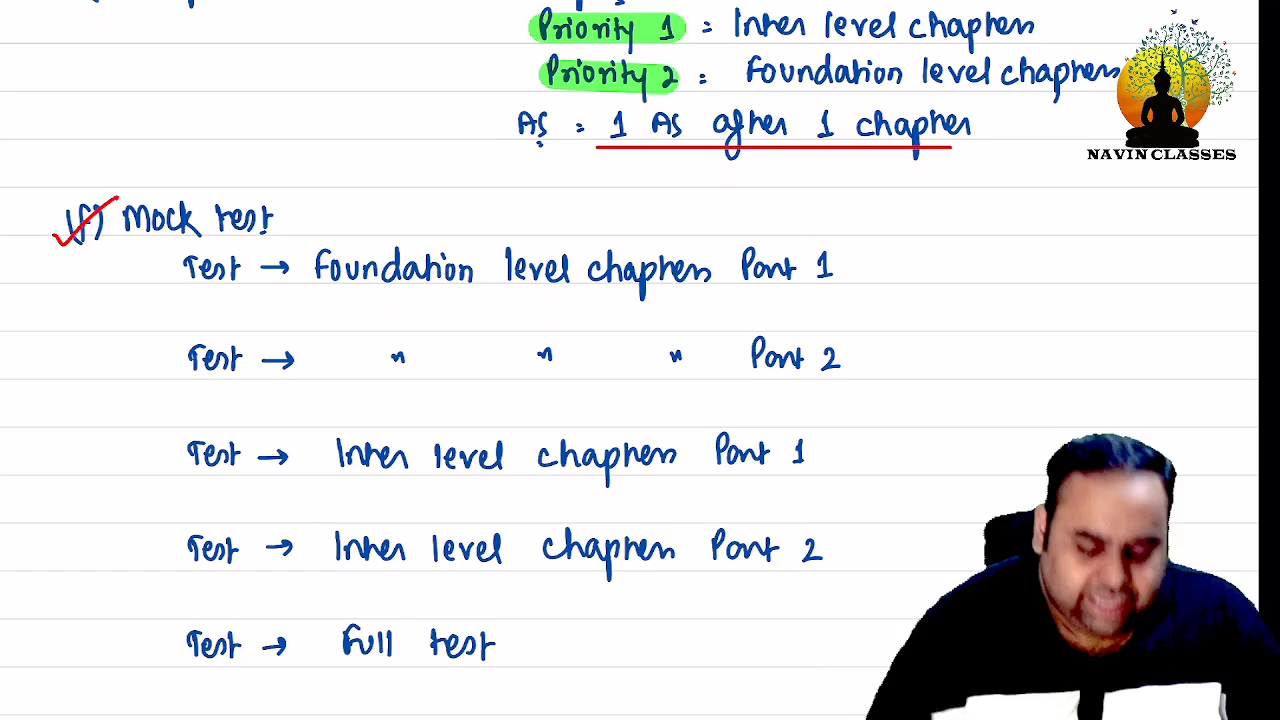 Priority 1 = Inter level chapters
Priority 2 = Foundation level chapters
AS = 1 AS after 1 chapter
NAVIN CLASSES
Mock test
Test → Foundation level chapters Part 1
Test → " " " Part 2
Test → Inter level chapters Part 1
Test → Inter level chapters Part 2
Test → Full test